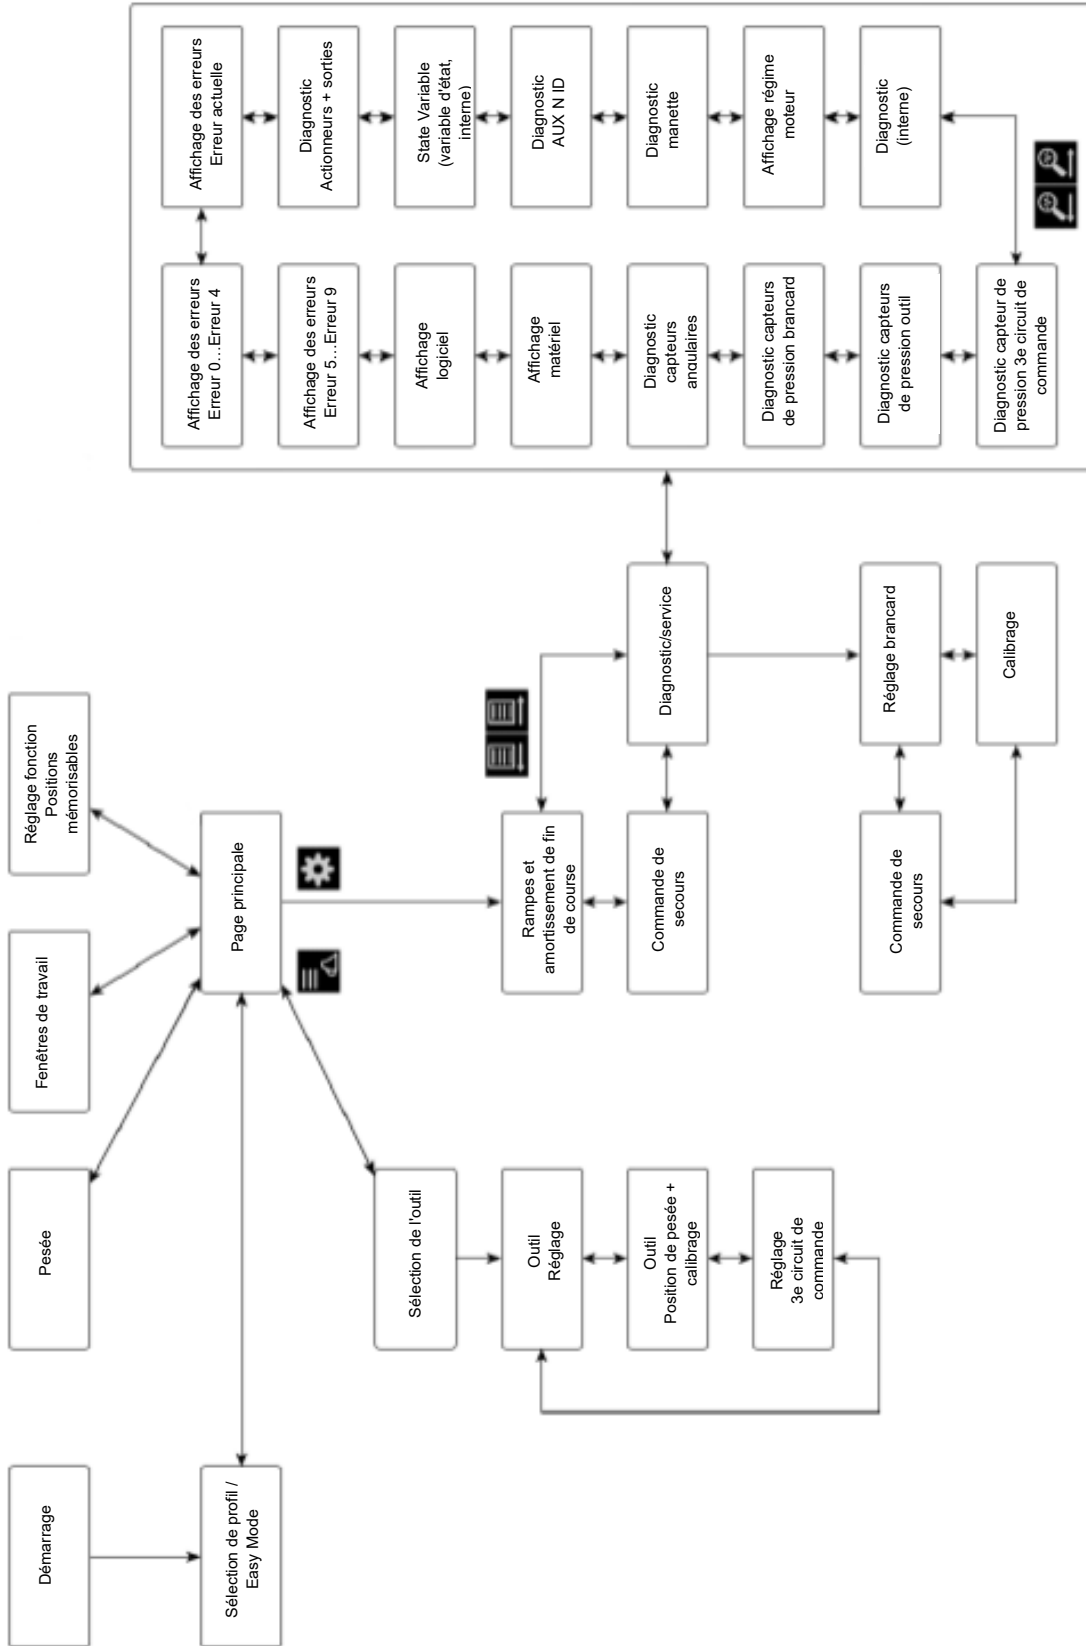 Démarrage
Sélection de profil /
Easy Mode
Pesée
Fenêtres de travail
Réglage fonction
Positions
mémorisables
Page principale
Sélection de l'outil
Outil
Réglage
Outil
Position de pesée +
calibrage
Réglage
3e circuit de
commande
Rampes et
amortissement de fin
de course
Commande de
secours
Diagnostic/service
Commande de
secours
Réglage brancard
Calibrage
Affichage des erreurs
Erreur 0…Erreur 4
Affichage des erreurs
Erreur 5…Erreur 9
Affichage
logiciel
Affichage
matériel
Diagnostic
capteurs
angulaires
Diagnostic capteurs
de pression brancard
Diagnostic capteurs
de pression outil
Diagnostic capteur de
pression 3e circuit de
commande
Affichage des erreurs
Erreur actuelle
Diagnostic
Actionneurs + sorties
State Variable
(variable d'état,
interne)
Diagnostic
AUX N ID
Diagnostic
manette
Affichage régime
moteur
Diagnostic
(interne)